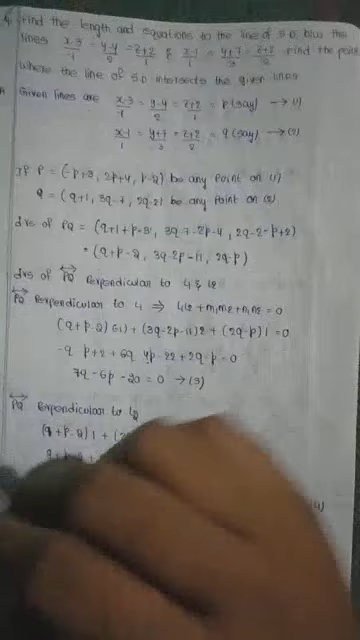 Find the length and equations to the line of S.D b/w the
lines x-3/-1 = y-4/2 = z+2/1 & x-1/1 = y+7/3 = z+2/2. Find the point
where the line of S.D intersects the given lines
Given lines are x-3/-1 = y-4/2 = z+2/1 = p (say) → (1)
x-1/1 = y+7/3 = z+2/2 = q (say) → (2)
If P = (-p+3, 2p+4, p-2) be any point on (1)
Q = (q+1, 3q-7, 2q-2) be any point on (2)
d.rs of PQ = (q+1+p-3, 3q-7-2p-4, 2q-2-p+2)
= (q+p-2, 3q-2p-11, 2q-p)
d.rs of PQ Perpendicular to L1 & L2
PQ Perpendicular to L1 ⇒ l1l2 + m1m2 + n1n2 = 0
(q+p-2)(-1) + (3q-2p-11)2 + (2q-p)1 = 0
-q p+2 + 6q 4p-22 + 2q-p = 0
7q - 6p - 20 = 0 → (3)
PQ Perpendicular to L2
(q+p-2)1 +